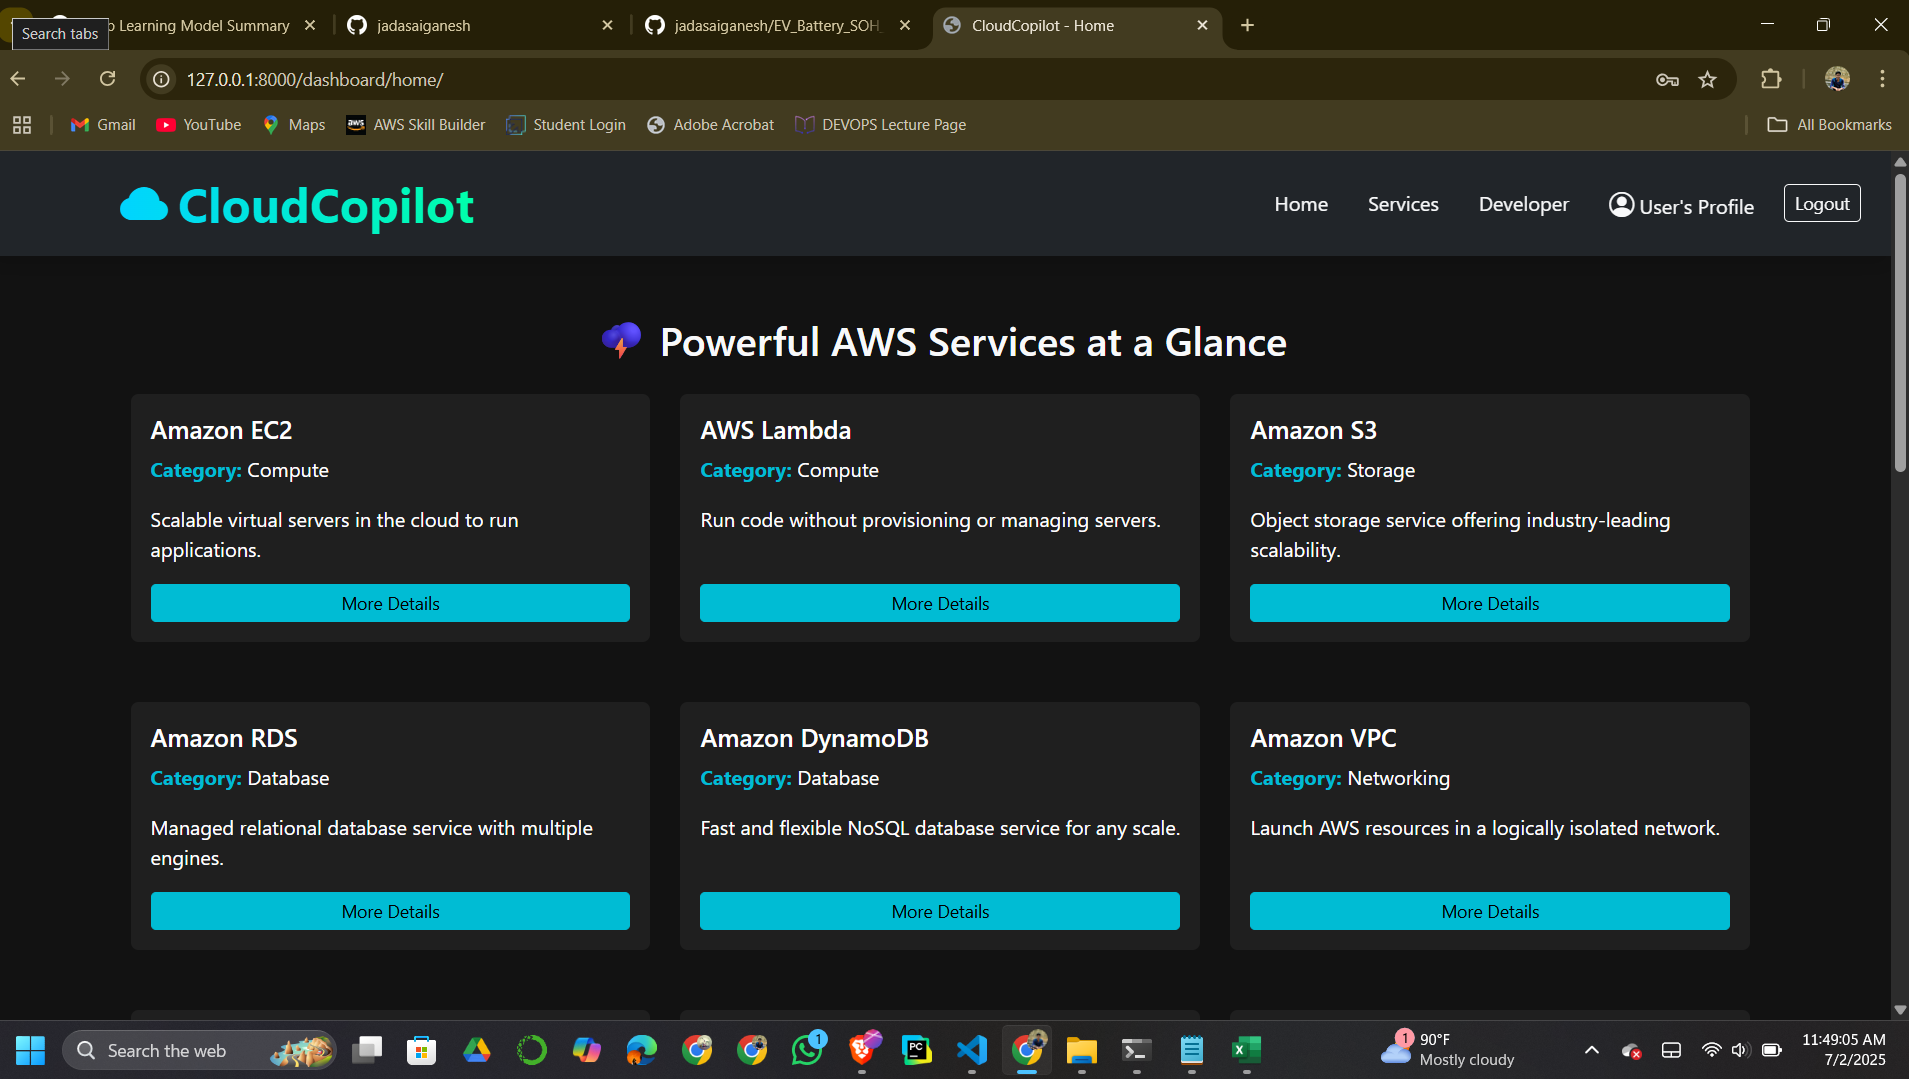 Search tabs
Learning Model Summary
jadasaiganesh
jadasaiganesh/EV_Battery_SOH_
CloudCopilot - Home
127.0.0.1:8000/dashboard/home/
Gmail
YouTube
Maps
aws
AWS Skill Builder
Student Login
Adobe Acrobat
DEVOPS Lecture Page
All Bookmarks
CloudCopilot
Home
Services
Developer
User's Profile
Logout
Powerful AWS Services at a Glance
Amazon EC2
Category: Compute
Scalable virtual servers in the cloud to run
applications.
More Details
AWS Lambda
Category: Compute
Run code without provisioning or managing servers.
More Details
Amazon S3
Category: Storage
Object storage service offering industry-leading
scalability.
More Details
Amazon RDS
Category: Database
Managed relational database service with multiple
engines.
More Details
Amazon DynamoDB
Category: Database
Fast and flexible NoSQL database service for any scale.
More Details
Amazon VPC
Category: Networking
Launch AWS resources in a logically isolated network.
More Details
Search the web
1
PC
1
90°F
Mostly cloudy
11:49:05 AM
7/2/2025